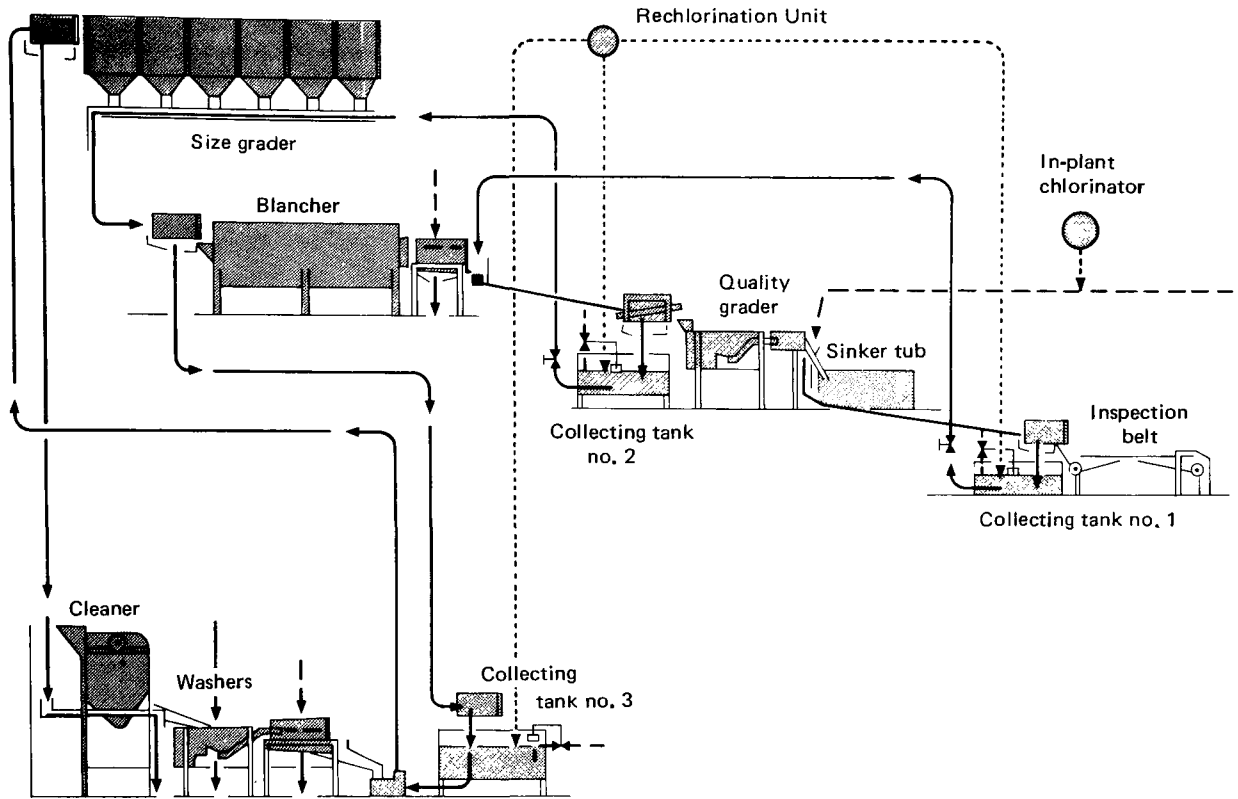 Rechlorination Unit
Size grader
In-plant
chlorinator
Blancher
Quality
grader
Sinker tub
Inspection
belt
Collecting tank
no. 2
Collecting tank no. 1
Cleaner
Washers
Collecting
tank no. 3